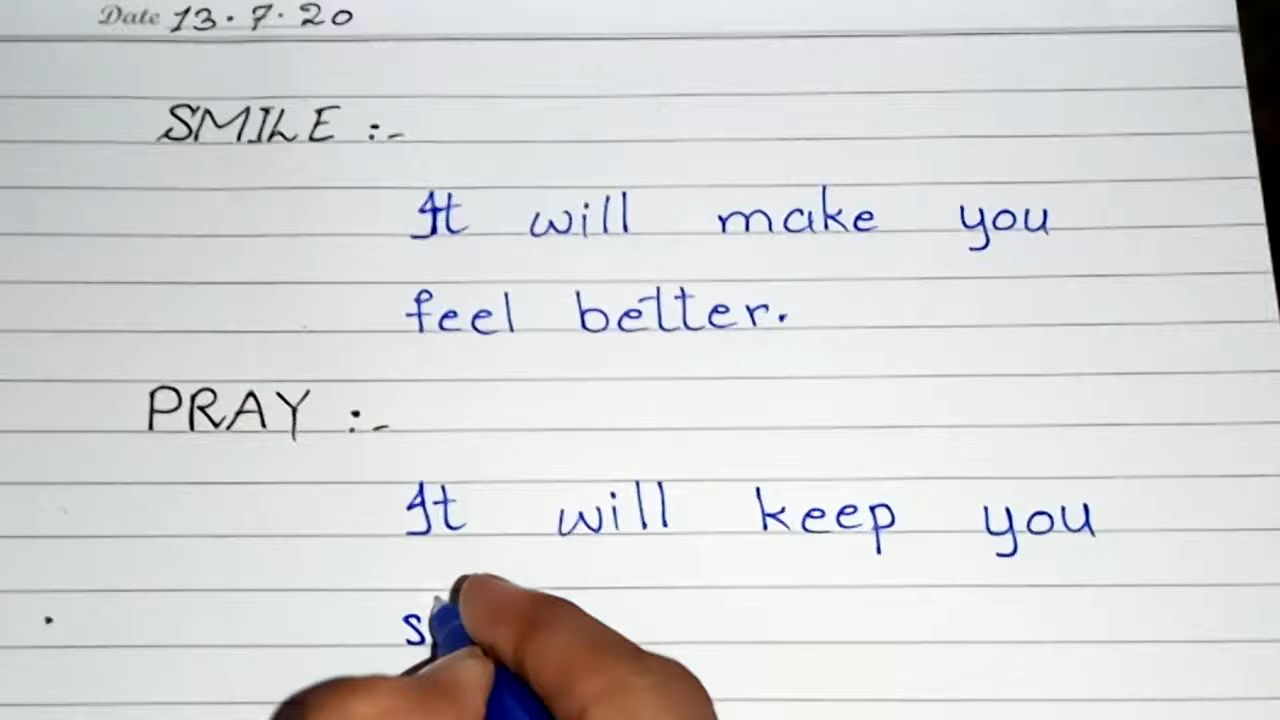 Date 13.7.20
SMILE :-
It will make you
feel better.
PRAY :-
It will keep you
s